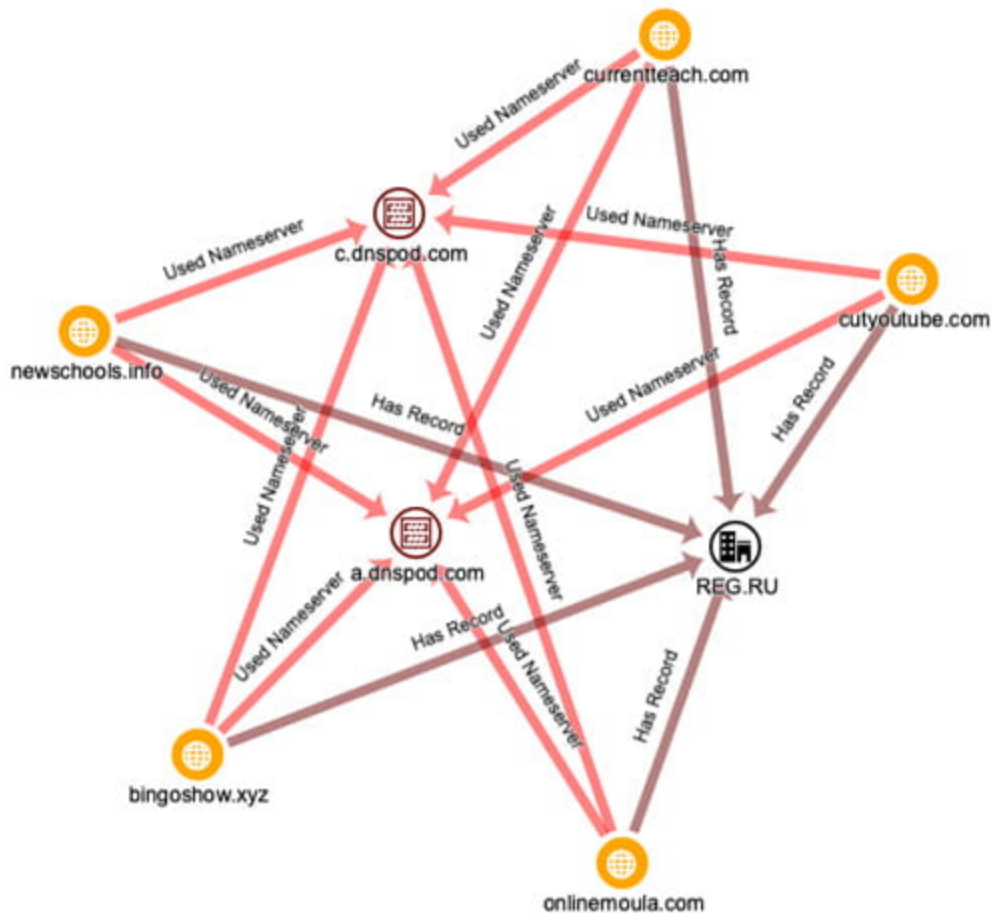 currentteach.com
Used Nameserver
Used Nameserver
Used Nameserver
Has Record
c.dnspod.com
Used Nameserver
cutyoutube.com
newschools.info
Used Nameserver
Has Record
Used Nameserver
Has Record
Used Nameserver
Used Nameserver
a.dnspod.com
REG.RU
Used Nameserver
Has Record
Used Nameserver
Has Record
bingoshow.xyz
onlinemoula.com